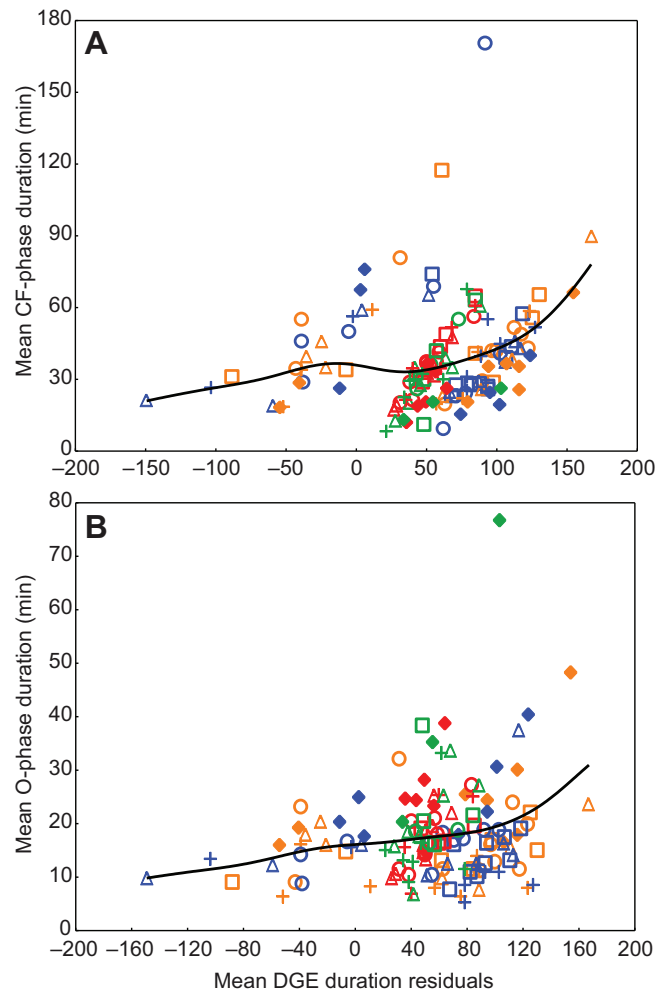 A
180
150
120
90
60
30
0
Mean CF-phase duration (min)
–200 –150 –100 –50 0 50 100 150 200
B
80
70
60
50
40
30
20
10
0
Mean O-phase duration (min)
–200 –160 –120 –80 –40 0 40 80 120 160 200
Mean DGE duration residuals